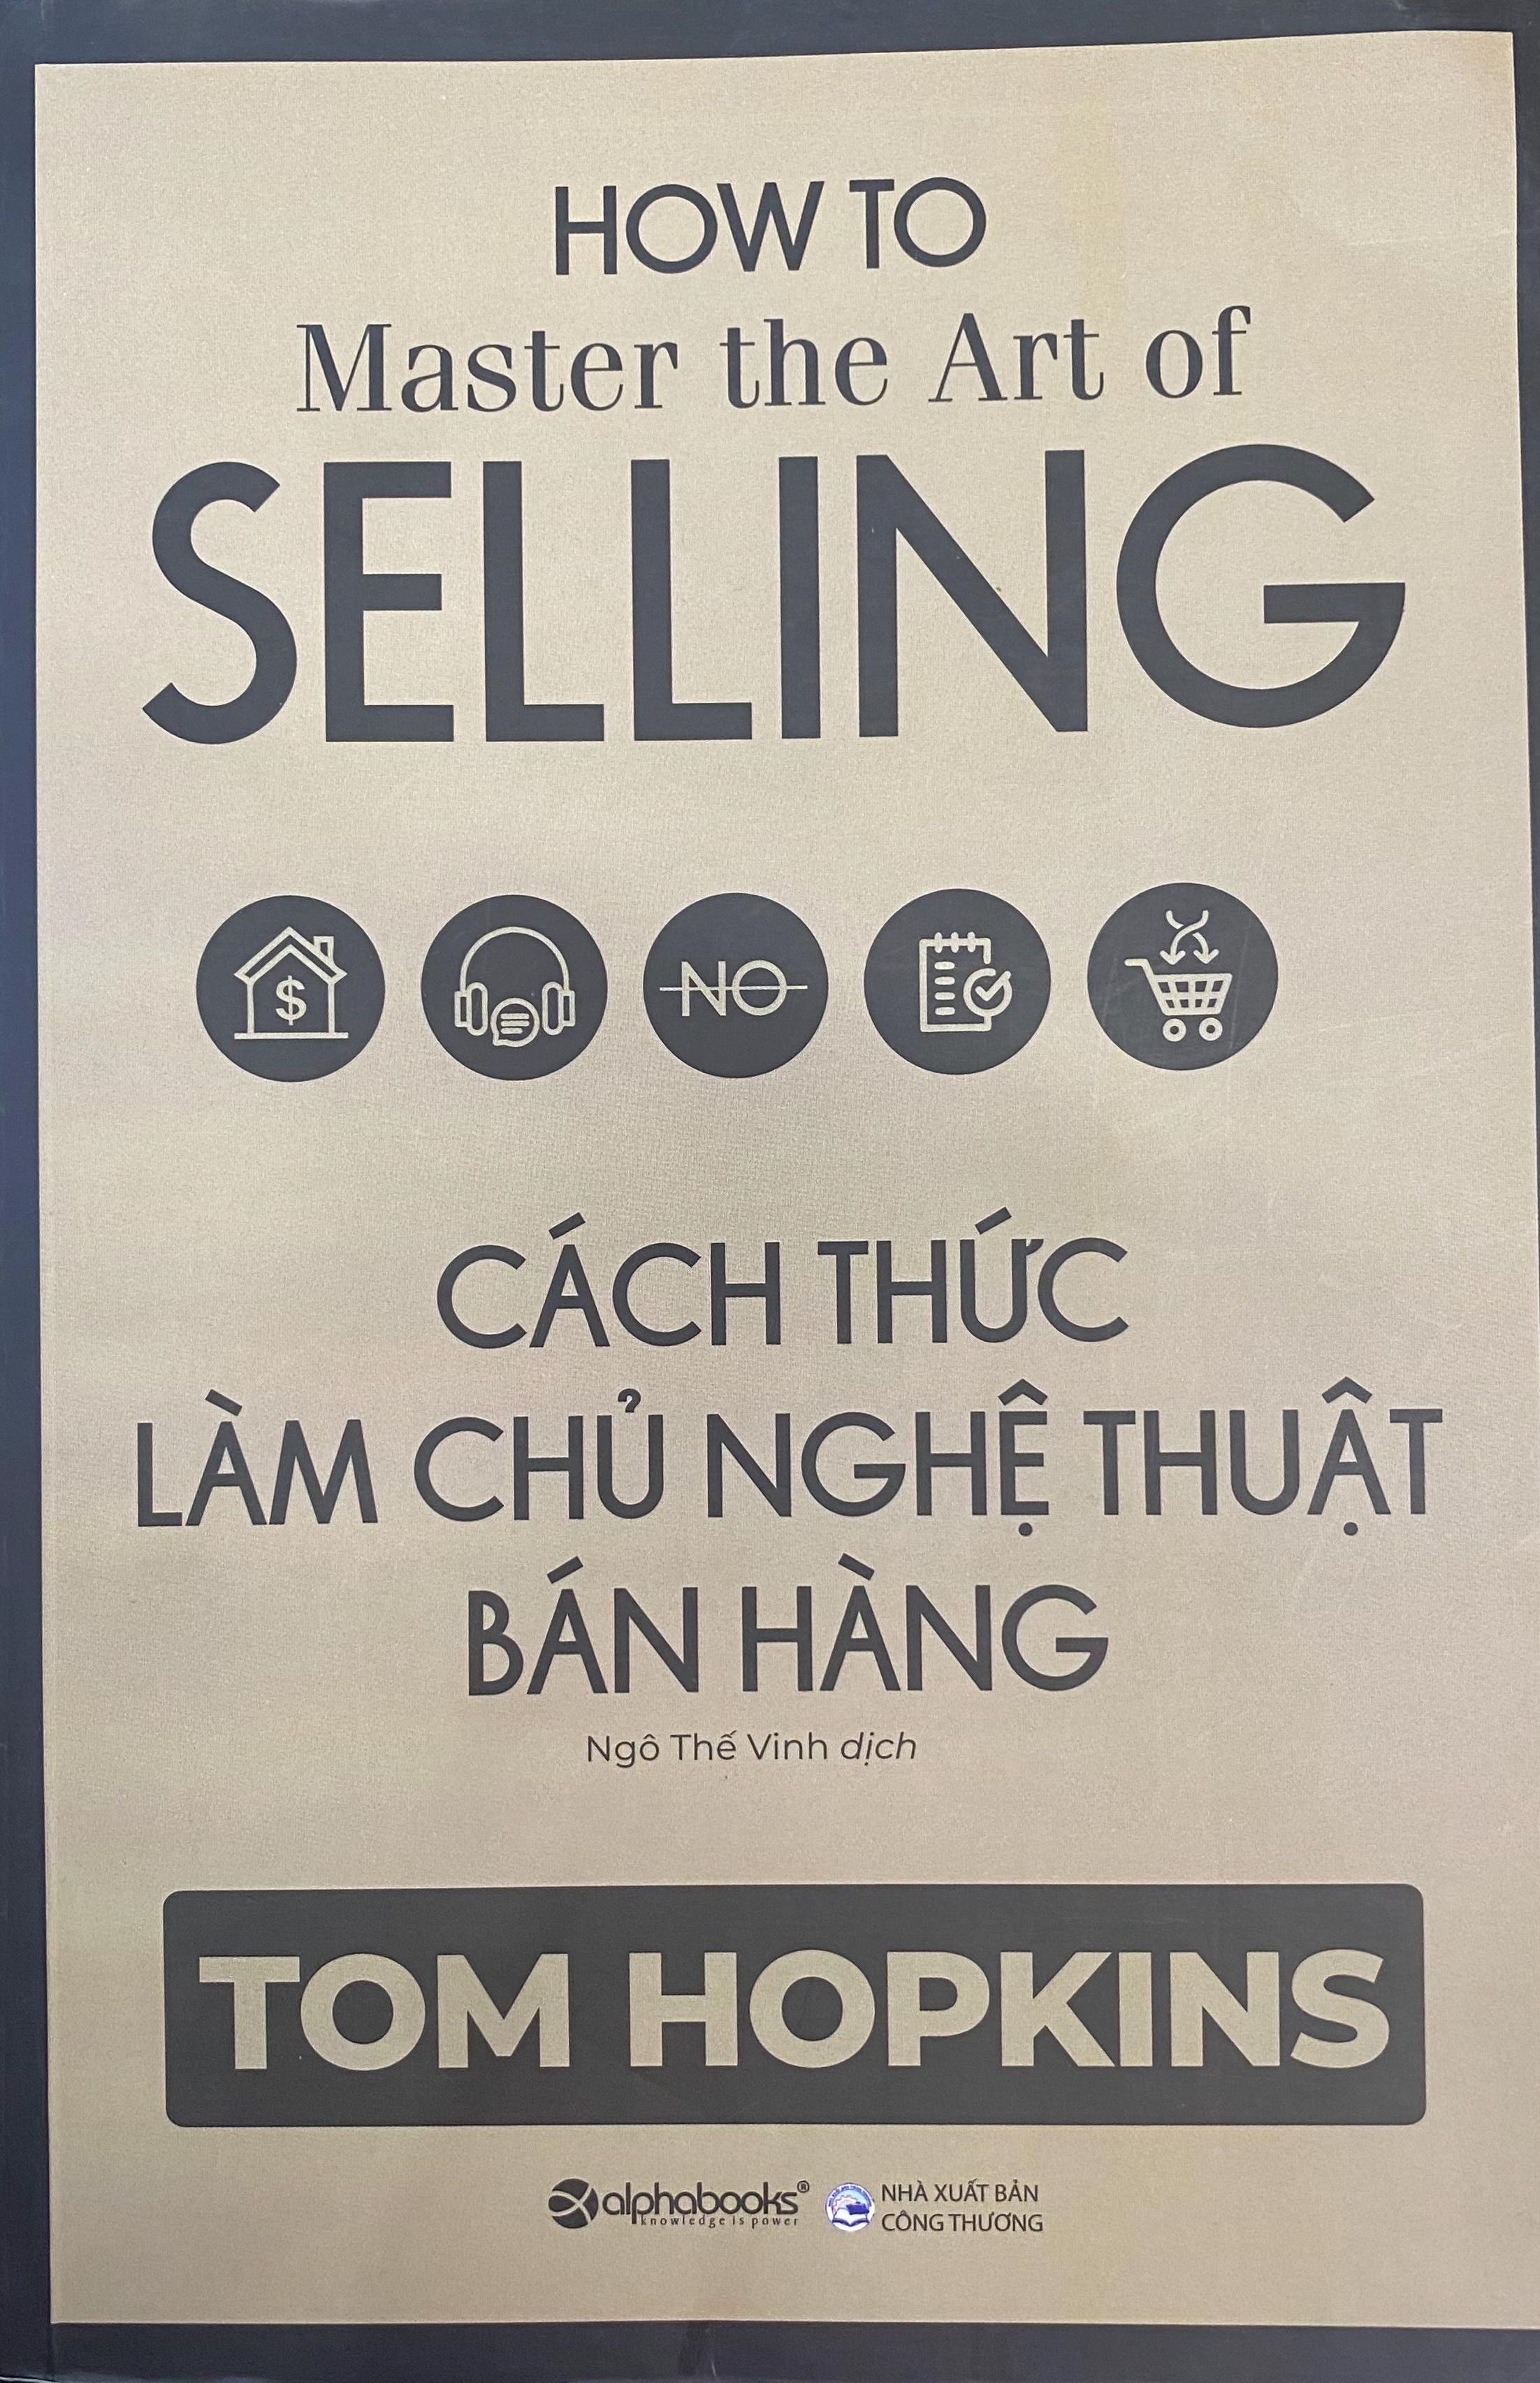 HOW TO
Master the Art of
SELLING
$
NO
CÁCH THỨC
LÀM CHỦ NGHỆ THUẬT
BÁN HÀNG
Ngô Thế Vinh dịch
TOM HOPKINS
alphabooks®
knowledge is power
NHÀ XUẤT BẢN
CÔNG THƯƠNG